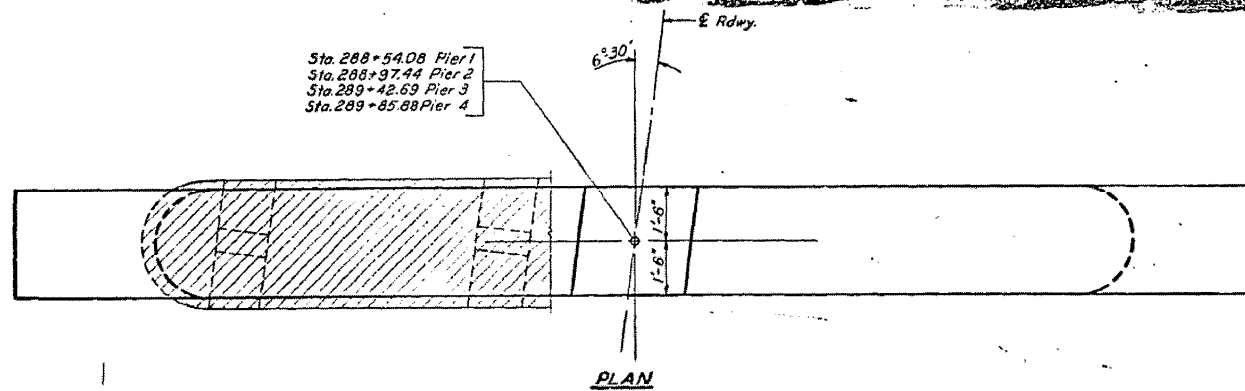 ℄ Rdwy.
6°-30'
Sta. 288+54.08 Pier 1
Sta. 288+97.44 Pier 2
Sta. 289+42.69 Pier 3
Sta. 289+85.88 Pier 4
1'-6"
1'-6"
PLAN